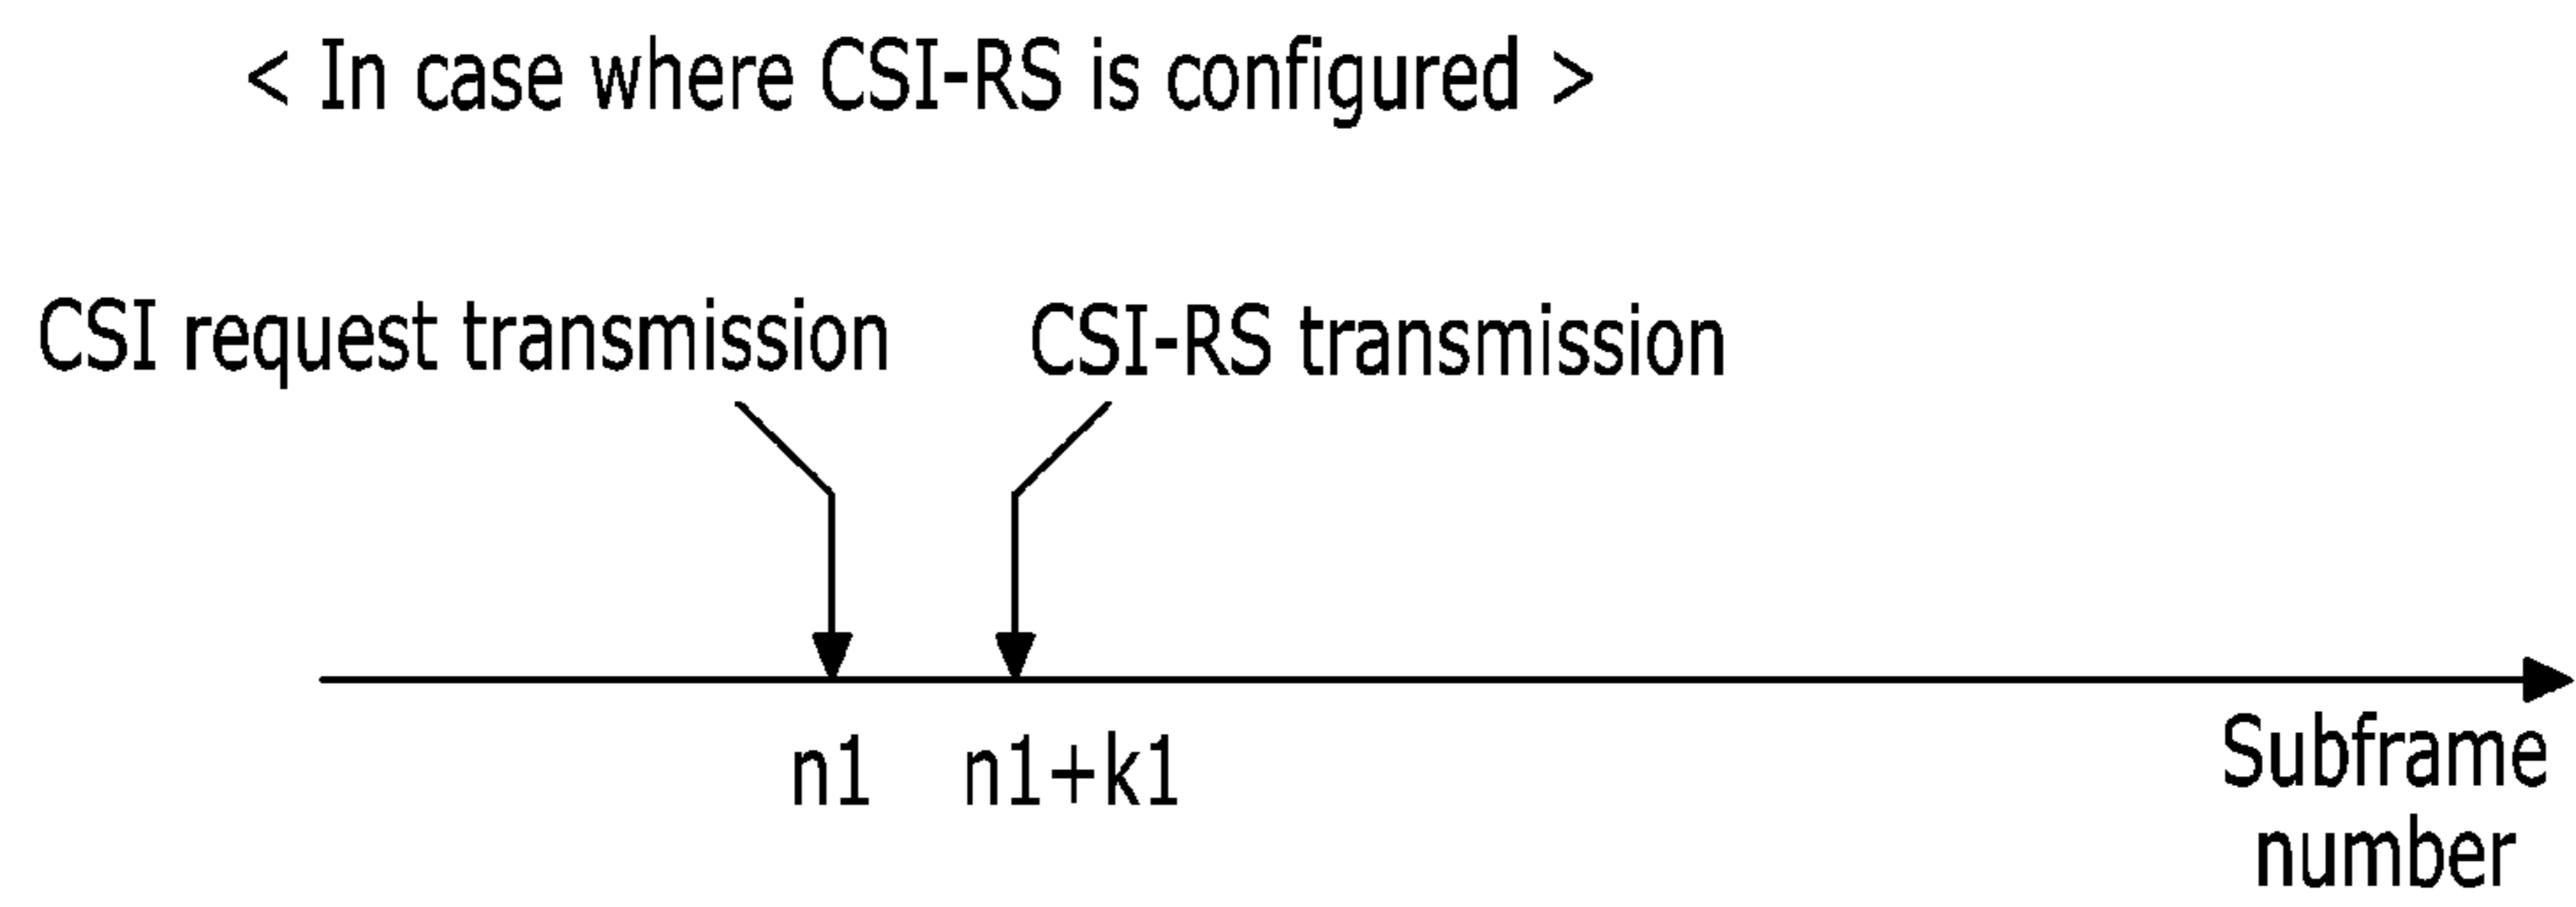 < In case where CSI-RS is configured >
CSI request transmission
CSI-RS transmission
n1
n1+k1
Subframe
number